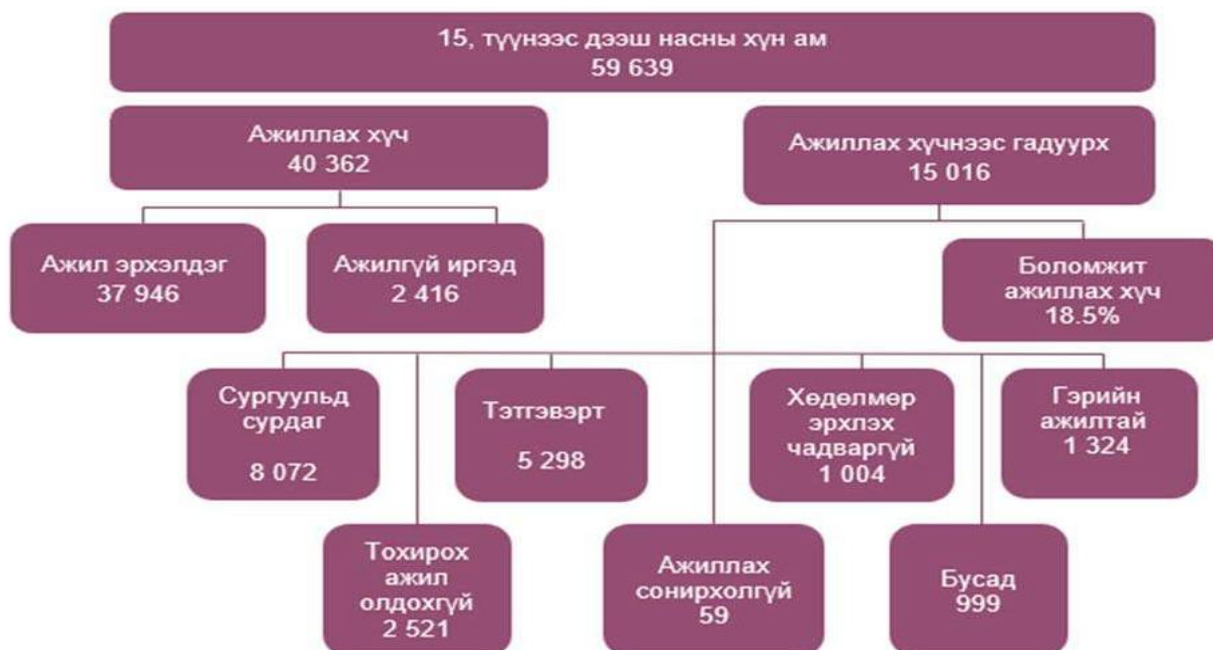 15, түүнээс дээш насны хүн ам
59 639
Ажиллах хүч
40 362
Ажиллах хүчнээс гадуурх
15 016
Ажил эрхэлдэг
37 946
Ажилгүй иргэд
2 416
Боломжит
ажиллах хүч
18.5%
Сургуульд
сурдаг
8 072
Тэтгэвэрт
5 298
Хөдөлмөр
эрхлэх
чадваргүй
1 004
Гэрийн
ажилтай
1 324
Тохирох
ажил
олдохгүй
2 521
Ажиллах
сонирхолгүй
59
Бусад
999